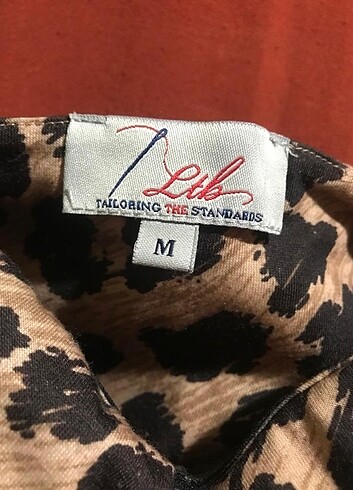 Ltb
TAILORING THE STANDARDS
M